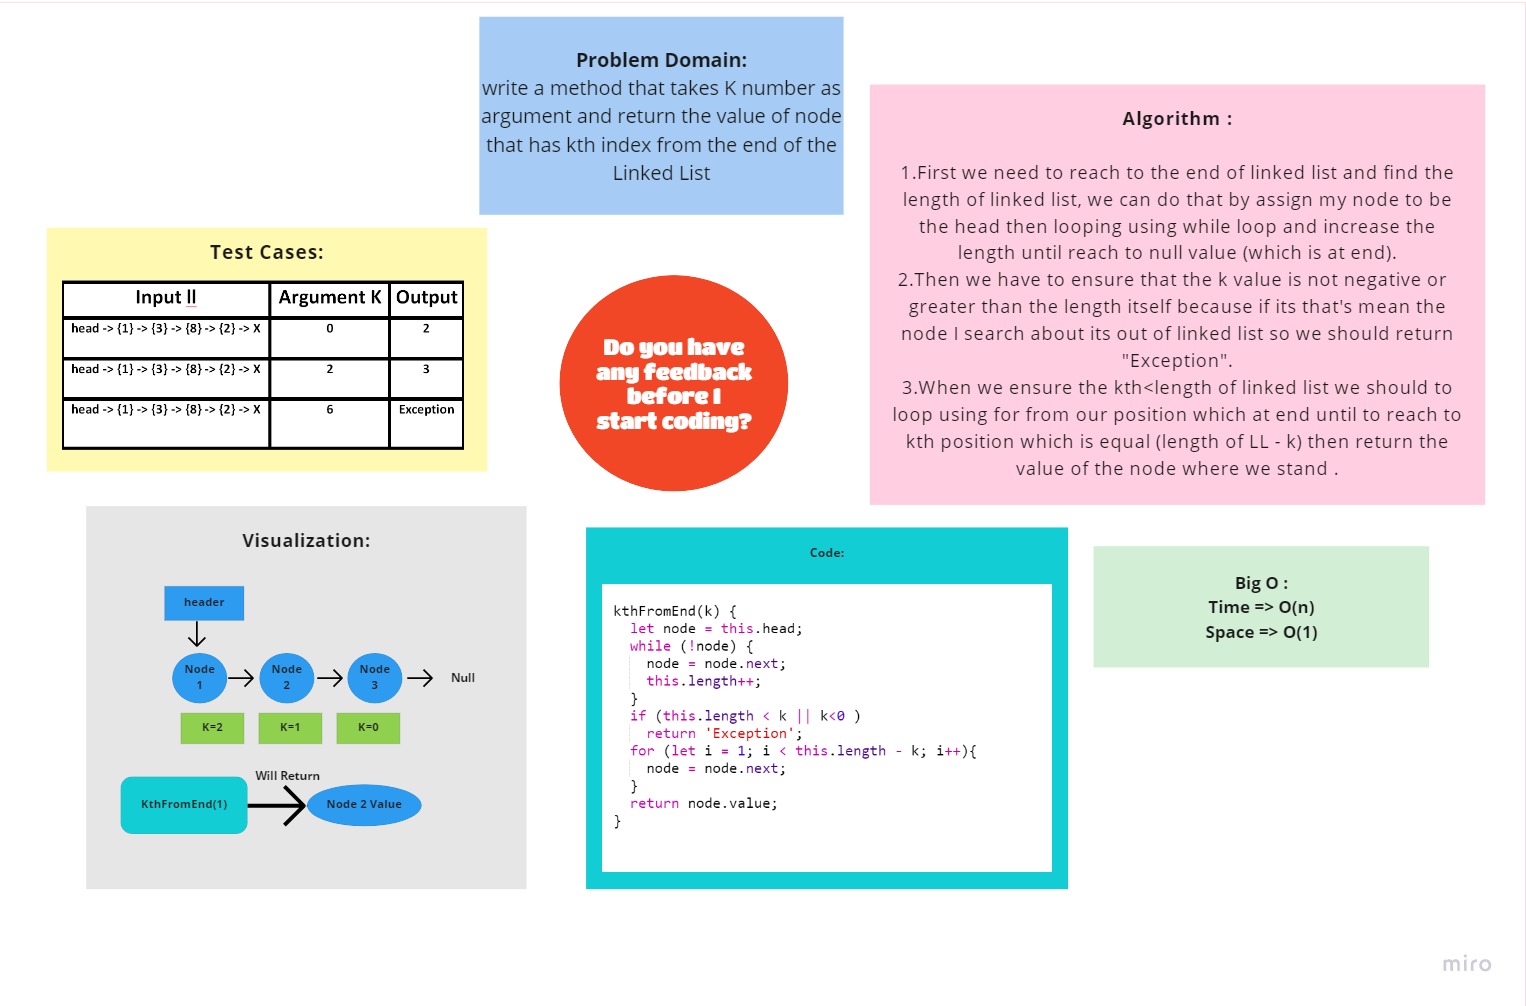 Problem Domain:
write a method that takes K number as
argument and return the value of node
that has kth index from the end of the
Linked List
Algorithm :
1.First we need to reach to the end of linked list and find the
length of linked list, we can do that by assign my node to be
the head then looping using while loop and increase the
length until reach to null value (which is at end).
2.Then we have to ensure that the k value is not negative or
greater than the length itself because if its that's mean the
node I search about its out of linked list so we should return
"Exception".
3.When we ensure the kth<length of linked list we should to
loop using for from our position which at end until to reach to
kth position which is equal (length of LL - k) then return the
value of the node where we stand .
Test Cases:
Input ll Argument K Output
head -> {1} -> {3} -> {8} -> {2} -> X 0 2
head -> {1} -> {3} -> {8} -> {2} -> X 2 3
head -> {1} -> {3} -> {8} -> {2} -> X 6 Exception
Do you have
any feedback
before I
start coding?
Visualization:
header
Node
1
Node
2
Node
3
Null
K=2
K=1
K=0
Will Return
KthFromEnd(1)
Node 2 Value
Code:
kthFromEnd(k) {
let node = this.head;
while (!node) {
node = node.next;
this.length++;
}
if (this.length < k || k<0 )
return 'Exception';
for (let i = 1; i < this.length - k; i++){
node = node.next;
}
return node.value;
}
Big O :
Time => O(n)
Space => O(1)
miro